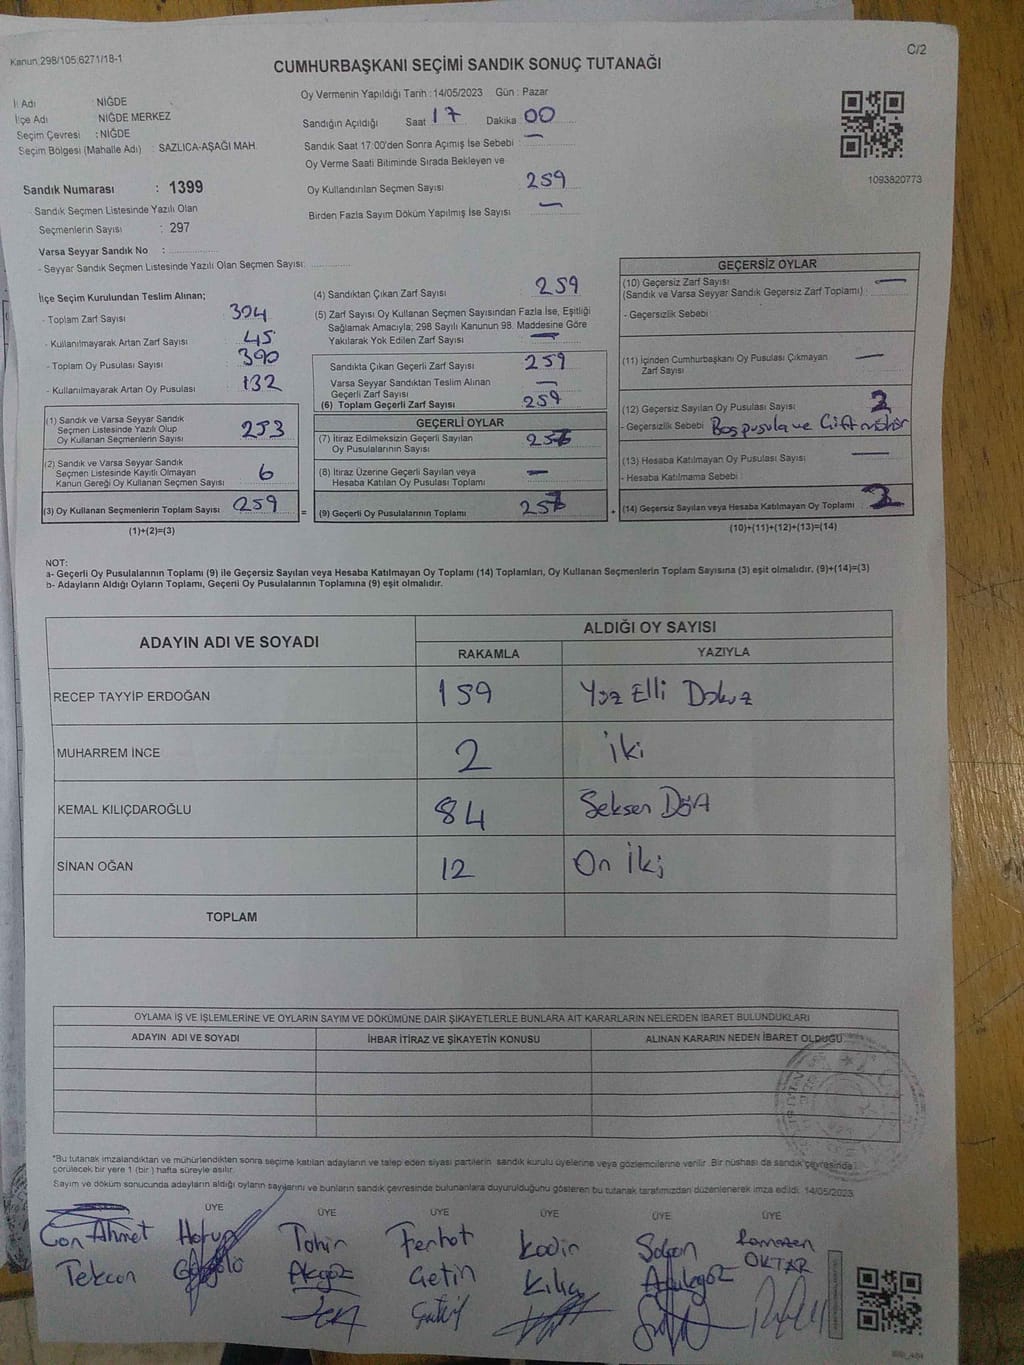 Kanun:298/105;6271/18-1
C/2
CUMHURBAŞKANI SEÇİMİ SANDIK SONUÇ TUTANAĞI
İl Adı NİĞDE
İlçe Adı NİĞDE MERKEZ
Seçim Çevresi : NİĞDE
Seçim Bölgesi (Mahalle Adı) : SAZLICA-AŞAĞI MAH.
Sandık Numarası : 1399
- Sandık Seçmen Listesinde Yazılı Olan
Seçmenlerin Sayısı : 297
Varsa Seyyar Sandık No :
- Seyyar Sandık Seçmen Listesinde Yazılı Olan Seçmen Sayısı:
Oy Vermenin Yapıldığı Tarih : 14/05/2023 Gün : Pazar
Sandığın Açıldığı Saat 17 Dakika 00
Sandık Saat 17:00'den Sonra Açımış İse Sebebi : —
Oy Verme Saati Bitiminde Sırada Bekleyen ve
Oy Kullandırılan Seçmen Sayısı 259
Birden Fazla Sayım Döküm Yapılmış İse Sayısı —
1093820773
İlçe Seçim Kurulundan Teslim Alınan;
- Toplam Zarf Sayısı 304
- Kullanılmayarak Artan Zarf Sayısı : 45
- Toplam Oy Pusulası Sayısı : 390
- Kullanılmayarak Artan Oy Pusulası : 132
(1) Sandık ve Varsa Seyyar Sandık
Seçmen Listesinde Yazılı Olup
Oy Kullanan Seçmenlerin Sayısı 253
(2) Sandık ve Varsa Seyyar Sandık
Seçmen Listesinde Kayıtlı Olmayan
Kanun Gereği Oy Kullanan Seçmen Sayısı 6
(3) Oy Kullanan Seçmenlerin Toplam Sayısı 259
(1)+(2)=(3)
(4) Sandıktan Çıkan Zarf Sayısı 259
(5) Zarf Sayısı Oy Kullanan Seçmen Sayısından Fazla İse, Eşitliği
Sağlamak Amacıyla; 298 Sayılı Kanunun 98. Maddesine Göre
Yakılarak Yok Edilen Zarf Sayısı : —
Sandıkta Çıkan Geçerli Zarf Sayısı 259
Varsa Seyyar Sandıktan Teslim Alınan
Geçerli Zarf Sayısı : —
(6) Toplam Geçerli Zarf Sayısı 259
GEÇERLİ OYLAR
(7) İtiraz Edilmeksizin Geçerli Sayılan
Oy Pusulalarının Sayısı : 257
(8) İtiraz Üzerine Geçerli Sayılan veya
Hesaba Katılan Oy Pusulası Toplamı —
(9) Geçerli Oy Pusulalarının Toplamı 257
=
+
GEÇERSİZ OYLAR
(10) Geçersiz Zarf Sayısı —
(Sandık ve Varsa Seyyar Sandık Geçersiz Zarf Toplamı) :
- Geçersizlik Sebebi :
(11) İçinden Cumhurbaşkanı Oy Pusulası Çıkmayan —
Zarf Sayısı
(12) Geçersiz Sayılan Oy Pusulası Sayısı 2
- Geçersizlik Sebebi Boş pusula ve Çift mühür
(13) Hesaba Katılmayan Oy Pusulası Sayısı : —
- Hesaba Katılmama Sebebi
(14) Geçersiz Sayılan veya Hesaba Katılmayan Oy Toplamı 2
(10)+(11)+(12)+(13)=(14)
NOT:
a- Geçerli Oy Pusulalarının Toplamı (9) ile Geçersiz Sayılan veya Hesaba Katılmayan Oy Toplamı (14) Toplamları, Oy Kullanan Seçmenlerin Toplam Sayısına (3) eşit olmalıdır. (9)+(14)=(3)
b- Adayların Aldığı Oyların Toplamı, Geçerli Oy Pusulalarının Toplamına (9) eşit olmalıdır.
ADAYIN ADI VE SOYADI ALDIĞI OY SAYISI
RAKAMLA YAZIYLA
RECEP TAYYİP ERDOĞAN 159 Yüz Elli Dokuz
MUHARREM İNCE 2 İki
KEMAL KILIÇDAROĞLU 84 Seksen Dört
SİNAN OĞAN 12 On İki
TOPLAM
OYLAMA İŞ VE İŞLEMLERİNE VE OYLARIN SAYIM VE DÖKÜMÜNE DAİR ŞİKAYETLERLE BUNLARA AİT KARARLARIN NELERDEN İBARET BULUNDUKLARI
ADAYIN ADI VE SOYADI İHBAR İTİRAZ VE ŞİKAYETİN KONUSU ALINAN KARARIN NEDEN İBARET OLDUĞU
*Bu tutanak imzalandıktan ve mühürlendikten sonra seçime katılan adayların ve talep eden siyasi partilerin sandık kurulu üyelerine veya gözlemcilerine verilir. Bir nüshası da sandık çevresinde
görülecek bir yere 1 (bir) hafta süreyle asılır.
Sayım ve döküm sonucunda adayların aldığı oyların sayılarını ve bunların sandık çevresinde bulunanlara duyurulduğunu gösteren bu tutanak tarafımızdan düzenlenerek imza edildi. 14/05/2023
ÜYE ÜYE ÜYE ÜYE ÜYE ÜYE
Can Ahmet Harun Tahir Ferhat Kadir Ramazan
Tekcan Akgöz Çetin Kılıç OKTAR